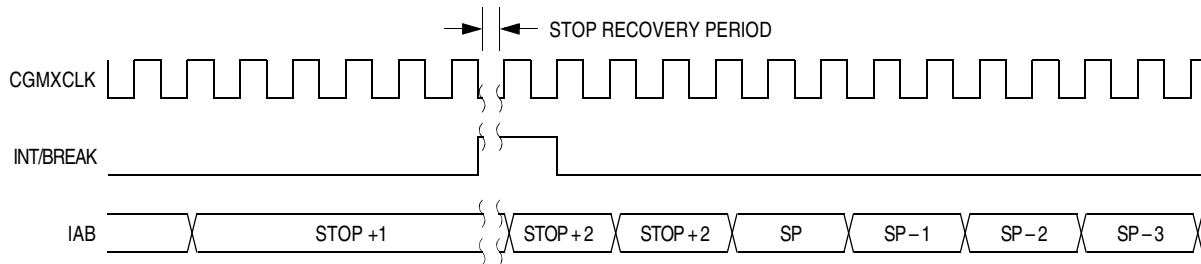 STOP RECOVERY PERIOD
CGMXCLK
INT/BREAK
IAB
STOP +1
STOP + 2
STOP + 2
SP
SP – 1
SP – 2
SP – 3